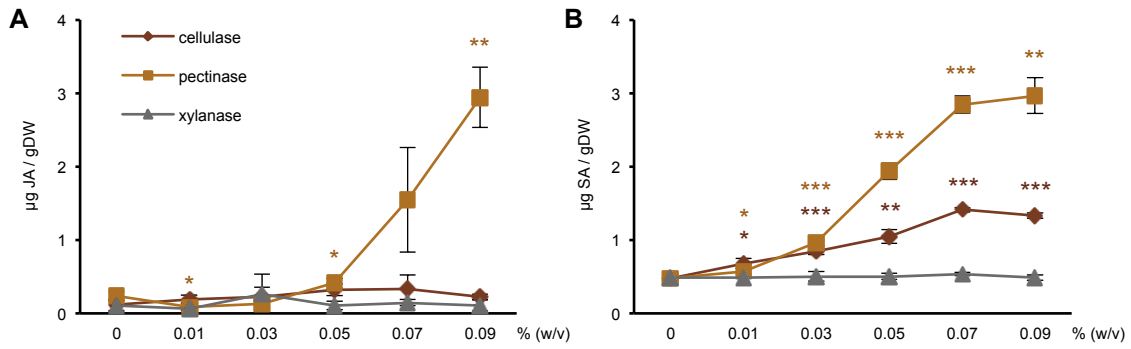 A
B
4
3
2
1
0
µg JA / gDW
cellulase
pectinase
xylanase
*
*
**
0 0.01 0.03 0.05 0.07 0.09 % (w/v)
4
3
2
1
0
µg SA / gDW
*
*
***
***
***
**
***
***
**
***
0 0.01 0.03 0.05 0.07 0.09 % (w/v)